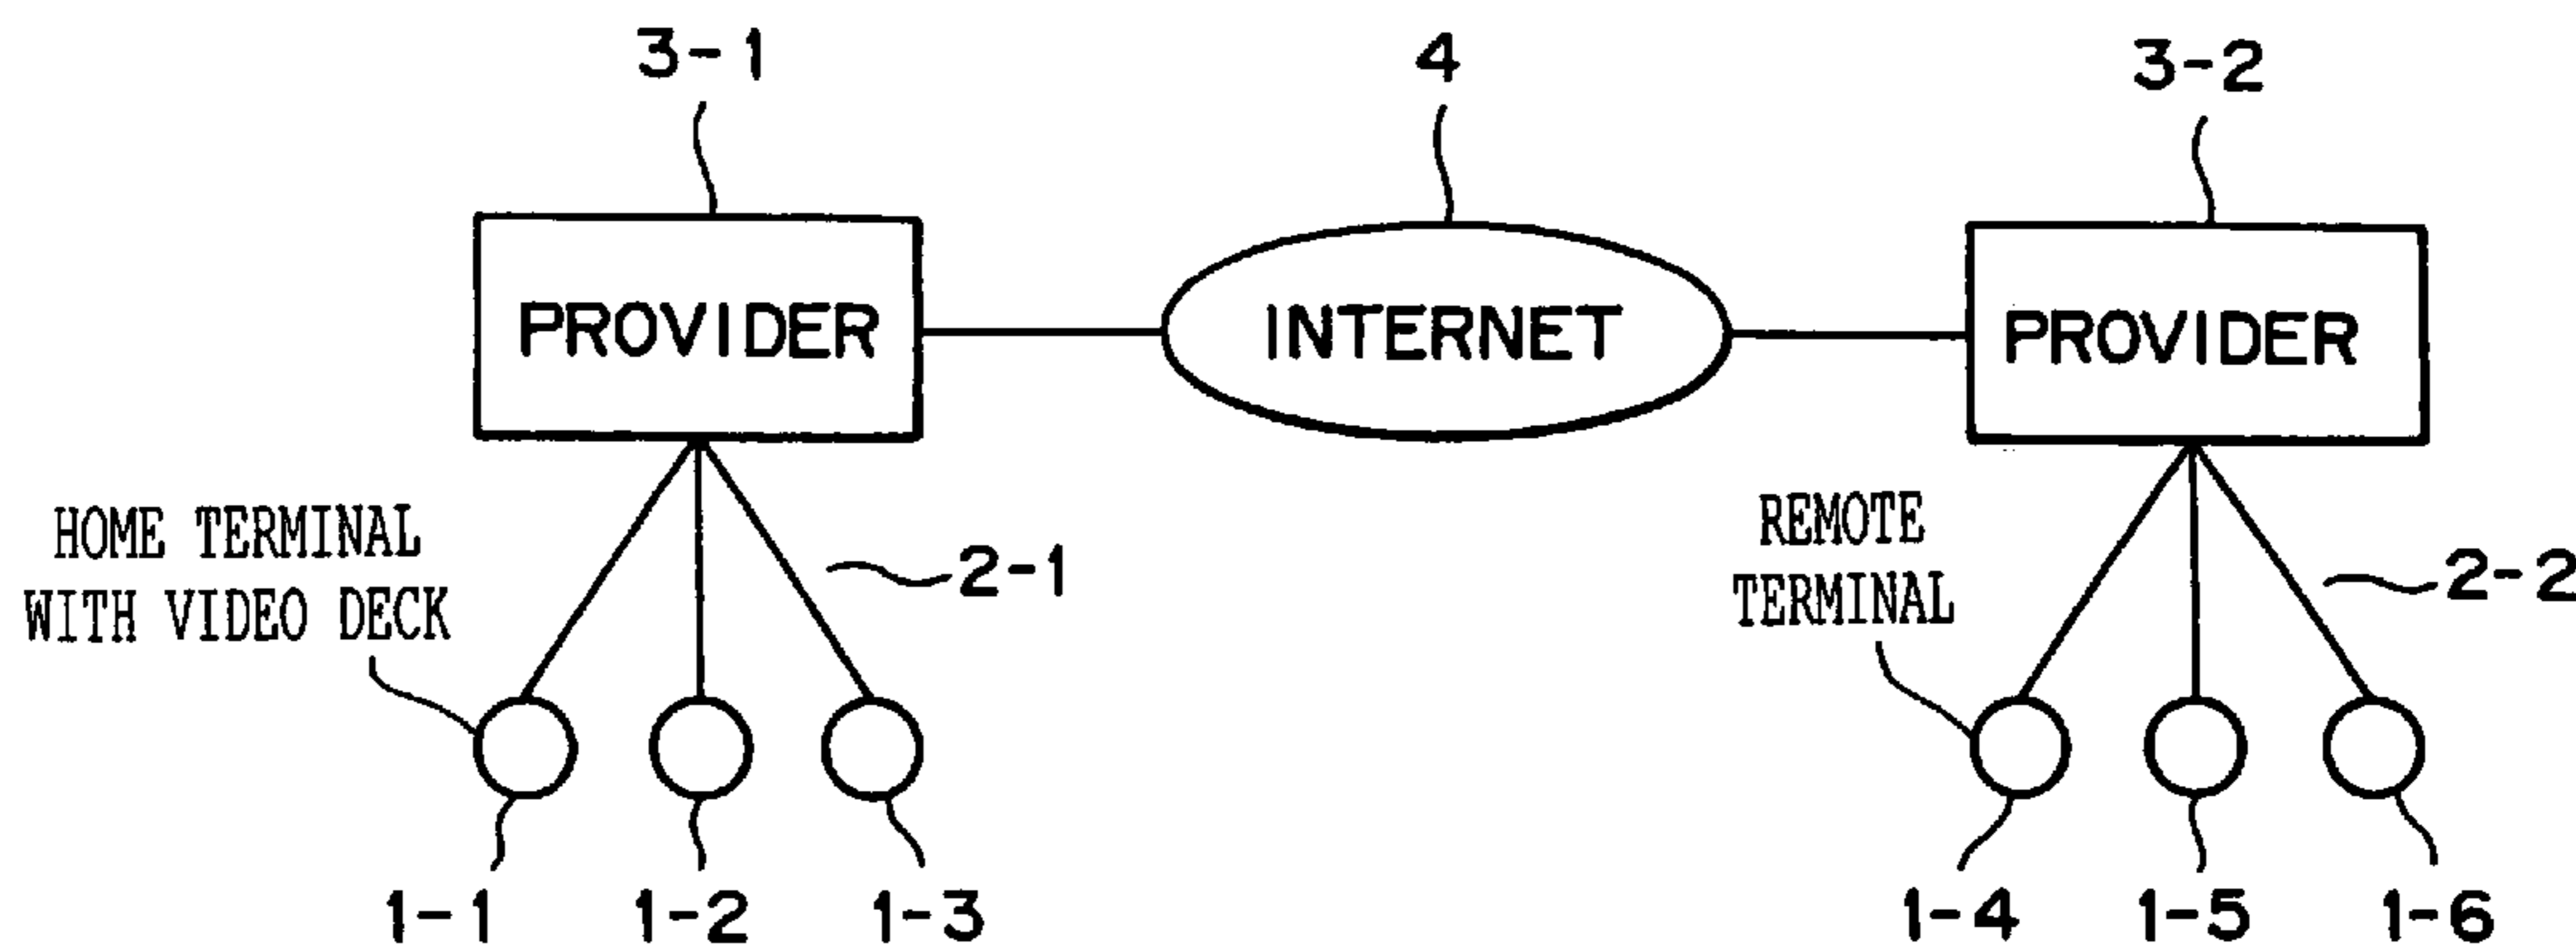 3-1
4
3-2
PROVIDER
INTERNET
PROVIDER
HOME TERMINAL
WITH VIDEO DECK
2-1
REMOTE
TERMINAL
2-2
1-1
1-2
1-3
1-4
1-5
1-6